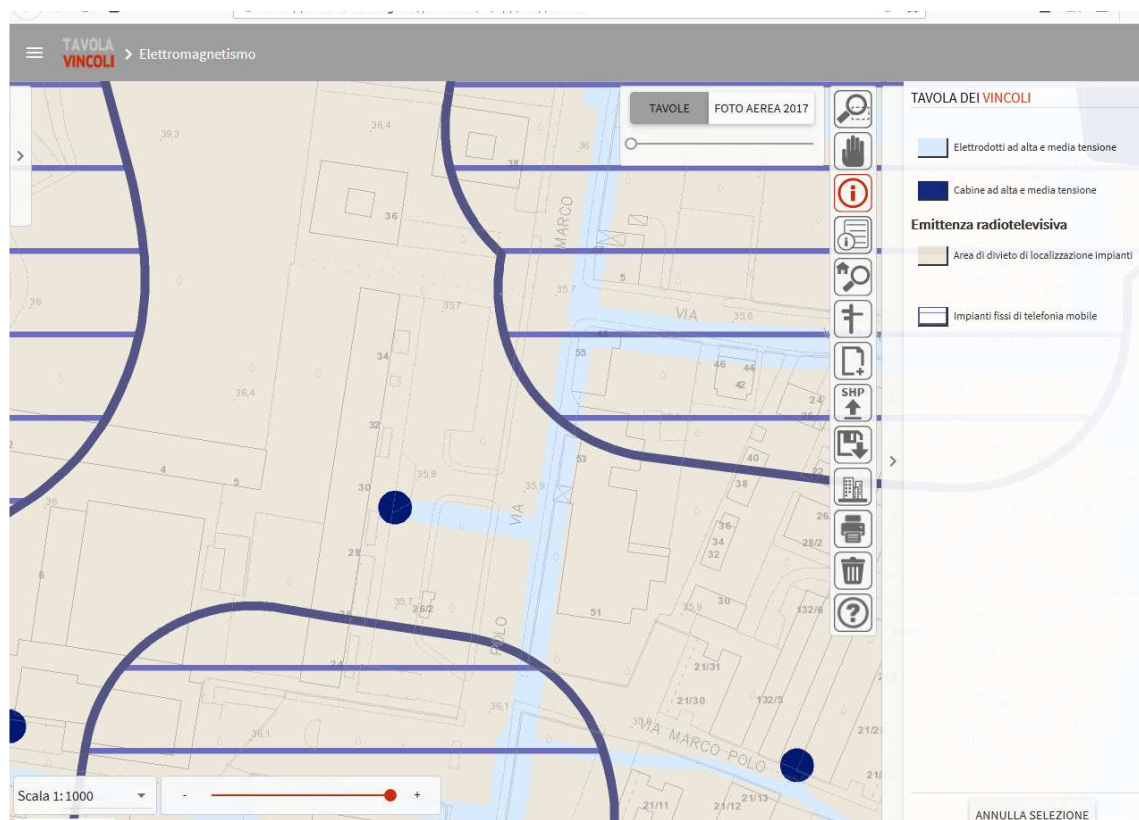 TAVOLA
VINCOLI
Elettromagnetismo
TAVOLE
FOTO AEREA 2017
TAVOLA DEI VINCOLI
Elettrodotti ad alta e media tensione
Cabine ad alta e media tensione
Emittenza radiotelevisiva
Area di divieto di localizzazione impianti
Impianti fissi di telefonia mobile
SHP
39,3
36,4
36
38
36
MARCO
5
35,7
35,7
VIA
35,6
36
34
55
46
44
42
36,4
24
32
53
40
38
22
4
5
35,8
35,9
30
36
VIA
36
34
32
26
28/2
28
6
35,7
26/2
51
35,9
30
132/6
POLO
24
21/31
36,1
21/30
132/5
36,1
VIA MARCO POLO
21/11
21/12
21/13
Scala 1: 1000
-
+
ANNULLA SELEZIONE